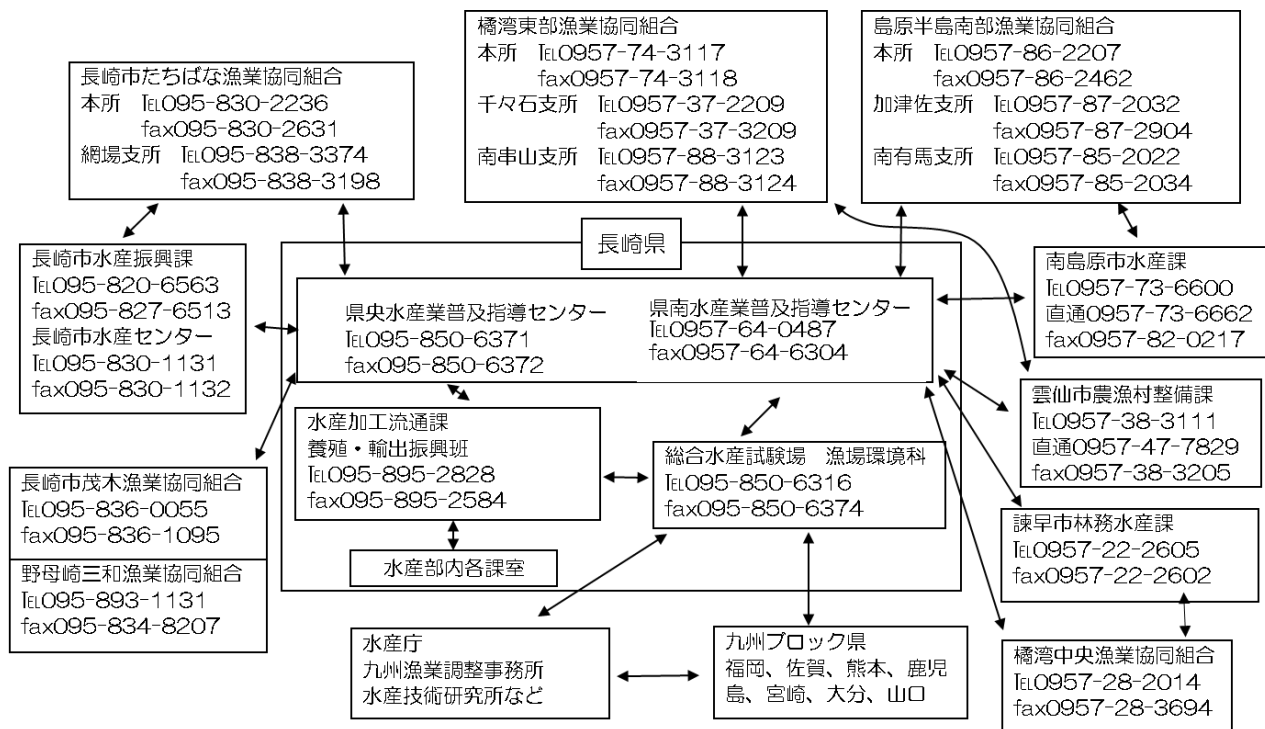 長崎市たちばな漁業協同組合
本所　℡095-830-2236
fax095-830-2631
網場支所　℡095-838-3374
fax095-838-3198
橘湾東部漁業協同組合
本所　℡0957-74-3117
fax0957-74-3118
千々石支所　℡0957-37-2209
fax0957-37-3209
南串山支所　℡0957-88-3123
fax0957-88-3124
島原半島南部漁業協同組合
本所　℡0957-86-2207
fax0957-86-2462
加津佐支所　℡0957-87-2032
fax0957-87-2904
南有馬支所　℡0957-85-2022
fax0957-85-2034
長崎市水産振興課
℡095-820-6563
fax095-827-6513
長崎市水産センター
℡095-830-1131
fax095-830-1132
長崎県
県央水産業普及指導センター
℡095-850-6371
fax095-850-6372
県南水産業普及指導センター
℡0957-64-0487
fax0957-64-6304
南島原市水産課
℡0957-73-6600
直通0957-73-6662
fax0957-82-0217
雲仙市農漁村整備課
℡0957-38-3111
直通0957-47-7829
fax0957-38-3205
水産加工流通課
養殖・輸出振興班
℡095-895-2828
fax095-895-2584
総合水産試験場　漁場環境科
℡095-850-6316
fax095-850-6374
水産部内各課室
長崎市茂木漁業協同組合
℡095-836-0055
fax095-836-1095
野母崎三和漁業協同組合
℡095-893-1131
fax095-834-8207
諫早市林務水産課
℡0957-22-2605
fax0957-22-2602
水産庁
九州漁業調整事務所
水産技術研究所など
九州ブロック県
福岡、佐賀、熊本、鹿児
島、宮崎、大分、山口
橘湾中央漁業協同組合
℡0957-28-2014
fax0957-28-3694